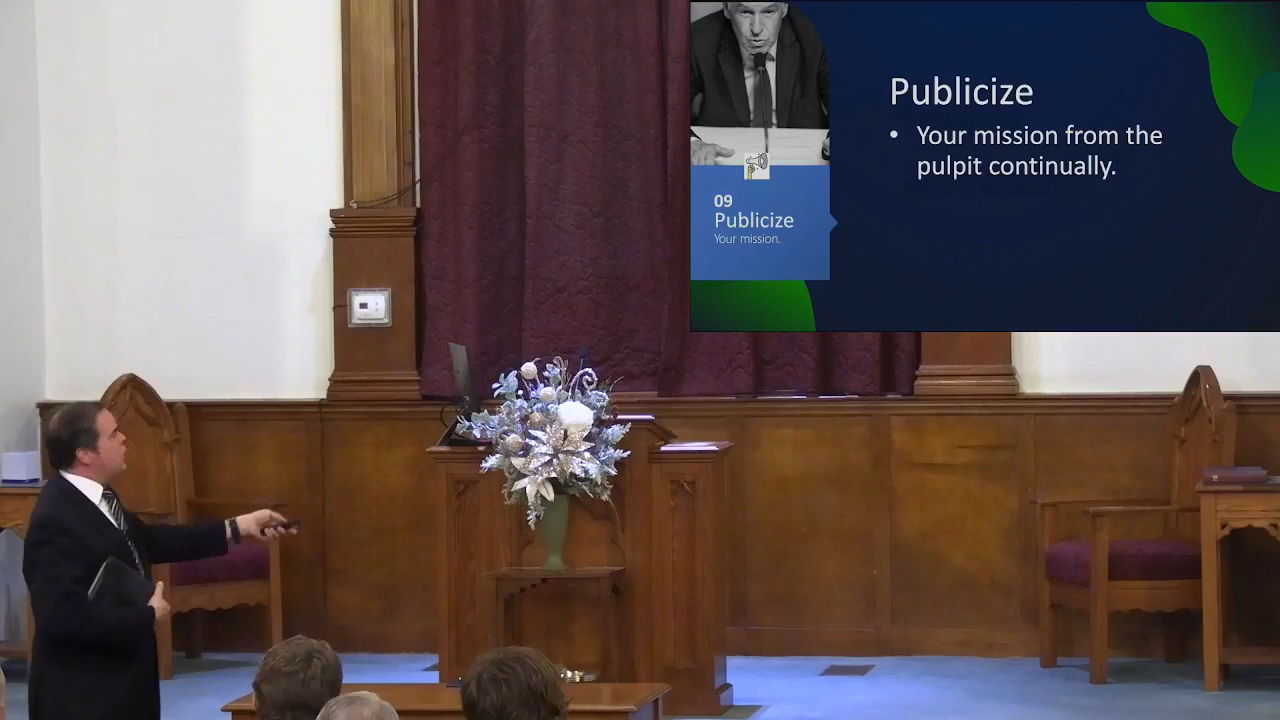 Publicize
• Your mission from the
pulpit continually.
09
Publicize
Your mission.